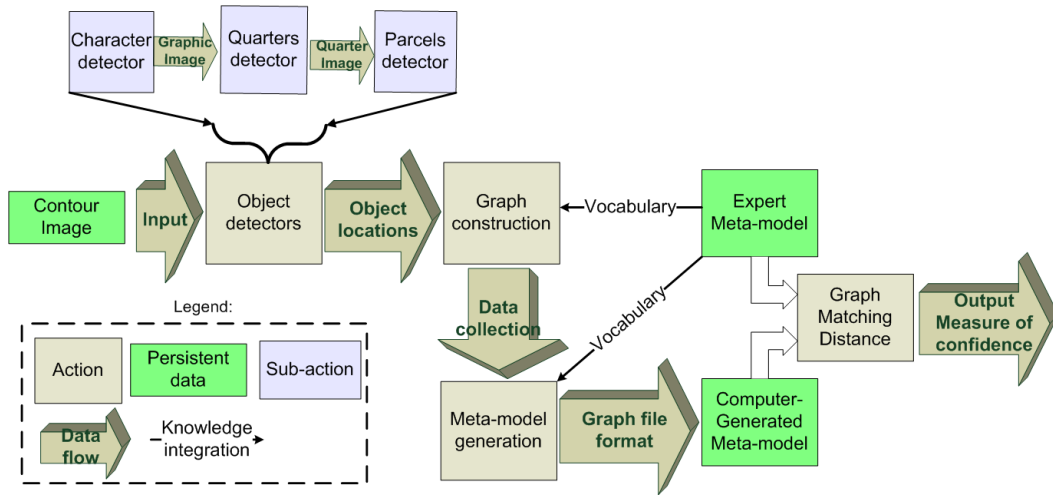 Character
detector
Graphic
Image
Quarters
detector
Quarter
Image
Parcels
detector
Contour
Image
Input
Object
detectors
Object
locations
Graph
construction
Vocabulary
Expert
Meta-model
Vocabulary
Data
collection
Graph
Matching
Distance
Output
Measure of
confidence
Meta-model
generation
Graph file
format
Computer-
Generated
Meta-model
Legend:
Action
Persistent
data
Sub-action
Data
flow
Knowledge
integration